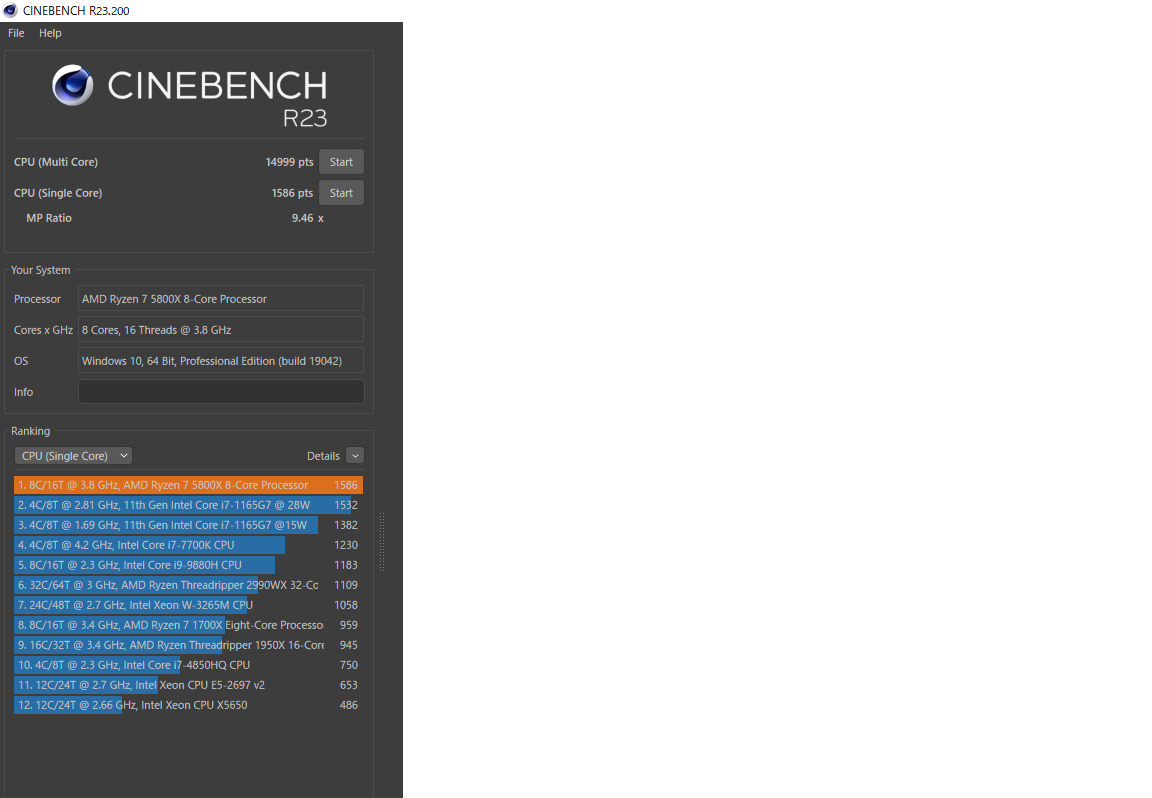 CINEBENCH R23.200
File Help
CINEBENCH
R23
CPU (Multi Core) 14999 pts Start
CPU (Single Core) 1586 pts Start
MP Ratio 9.46 x
Your System
Processor AMD Ryzen 7 5800X 8-Core Processor
Cores x GHz 8 Cores, 16 Threads @ 3.8 GHz
OS Windows 10, 64 Bit, Professional Edition (build 19042)
Info
Ranking
CPU (Single Core) Details
1. 8C/16T @ 3.8 GHz, AMD Ryzen 7 5800X 8-Core Processor 1586
2. 4C/8T @ 2.81 GHz, 11th Gen Intel Core i7-1165G7 @ 28W 1532
3. 4C/8T @ 1.69 GHz, 11th Gen Intel Core i7-1165G7 @15W 1382
4. 4C/8T @ 4.2 GHz, Intel Core i7-7700K CPU 1230
5. 8C/16T @ 2.3 GHz, Intel Core i9-9880H CPU 1183
6. 32C/64T @ 3 GHz, AMD Ryzen Threadripper 2990WX 32-Co 1109
7. 24C/48T @ 2.7 GHz, Intel Xeon W-3265M CPU 1058
8. 8C/16T @ 3.4 GHz, AMD Ryzen 7 1700X Eight-Core Processo 959
9. 16C/32T @ 3.4 GHz, AMD Ryzen Threadripper 1950X 16-Core 945
10. 4C/8T @ 2.3 GHz, Intel Core i7-4850HQ CPU 750
11. 12C/24T @ 2.7 GHz, Intel Xeon CPU E5-2697 v2 653
12. 12C/24T @ 2.66 GHz, Intel Xeon CPU X5650 486